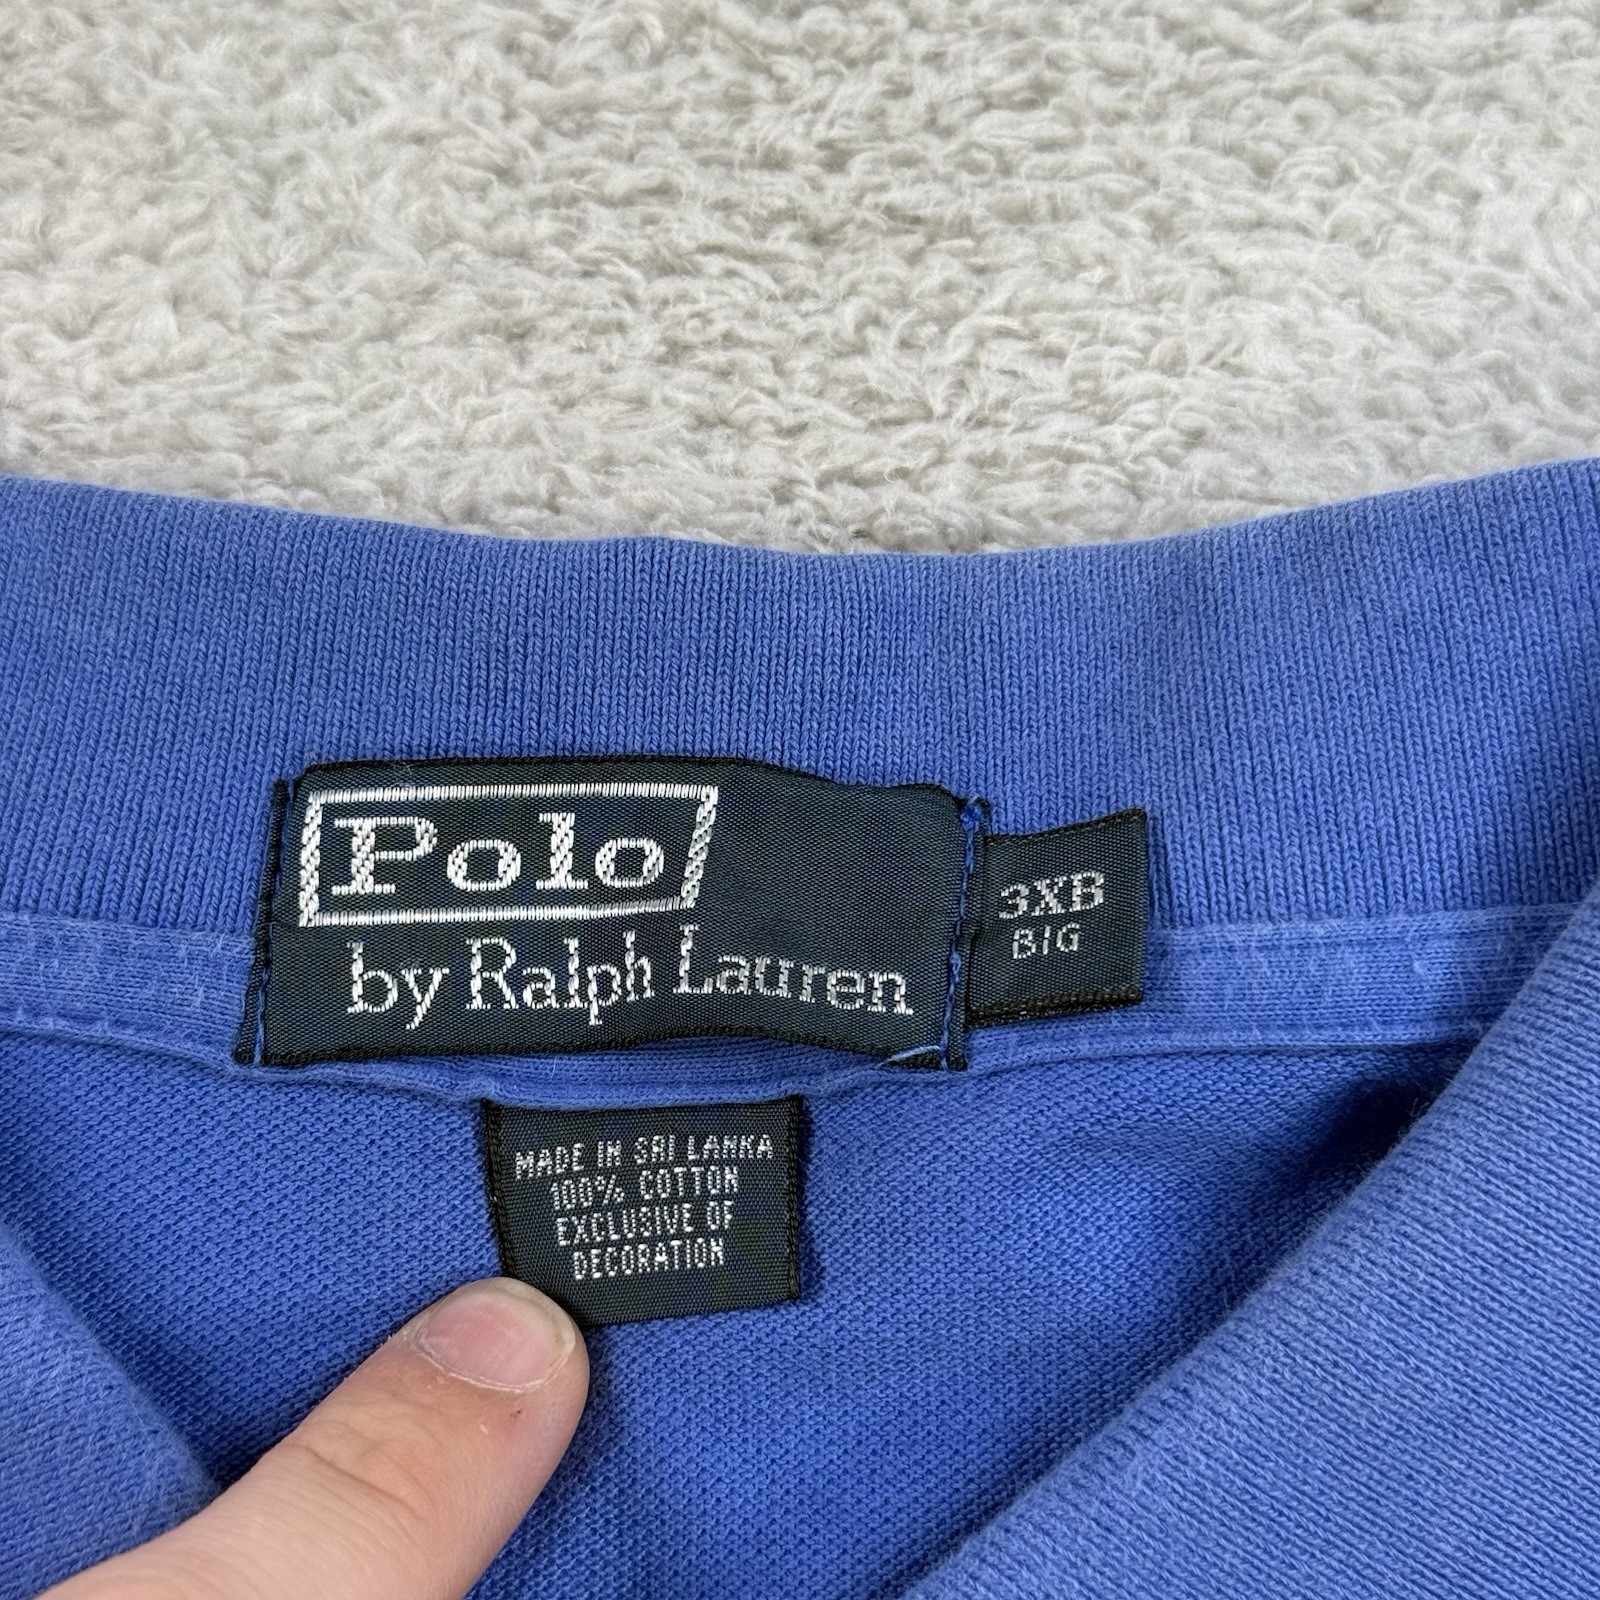 Polo
by Ralph Lauren
3XB
BIG
MADE IN SRI LANKA
100% COTTON
EXCLUSIVE OF
DECORATION